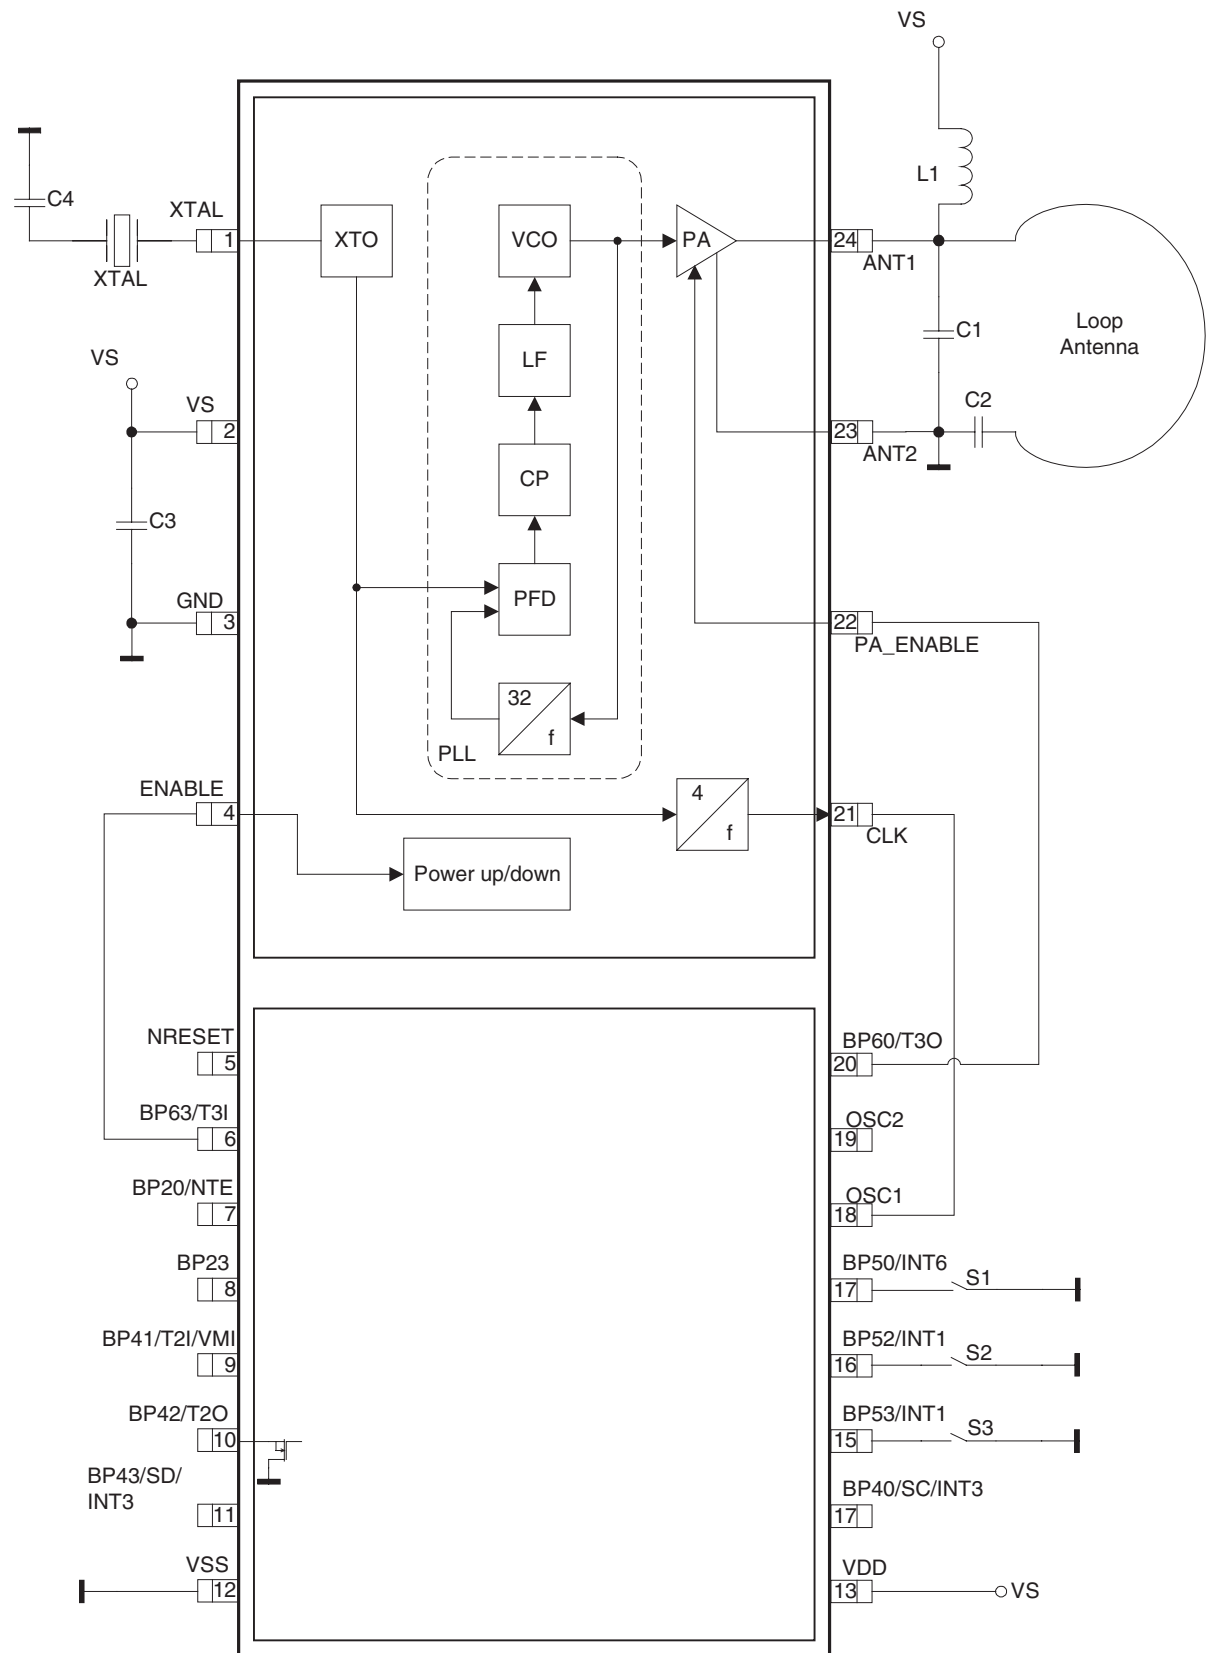 VS
L1
C4
XTAL
1
XTAL
XTO
VCO
PA
24
ANT1
C1
Loop
Antenna
LF
VS
VS
2
C2
23
ANT2
CP
C3
GND
3
PFD
22
PA_ENABLE
32
f
PLL
ENABLE
4
4
f
21
CLK
Power up/down
NRESET
5
BP60/T3O
20
BP63/T3I
6
OSC2
19
BP20/NTE
7
OSC1
18
BP23
8
BP50/INT6
17
S1
BP41/T2I/VMI
9
BP52/INT1
16
S2
BP42/T2O
10
BP53/INT1
15
S3
BP43/SD/
INT3
11
BP40/SC/INT3
17
VSS
12
VDD
13
VS